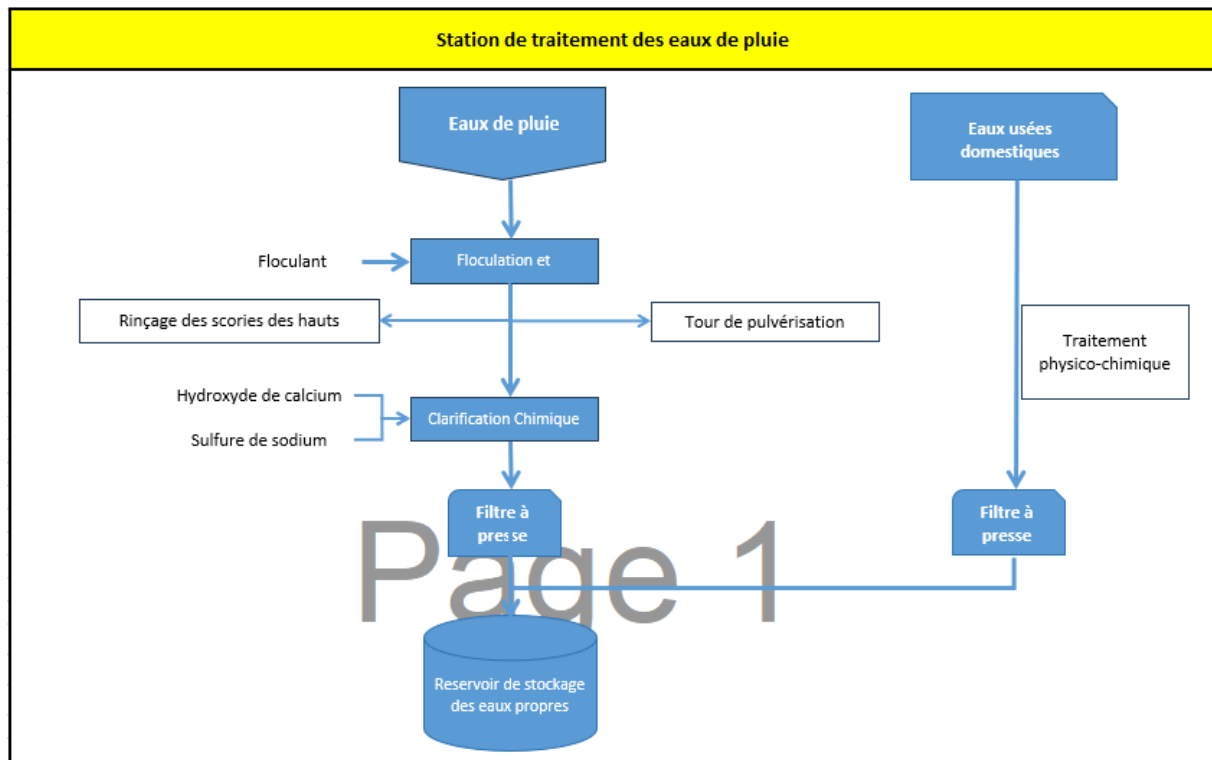 Station de traitement des eaux de pluie
Eaux de pluie
Eaux usées
domestiques
Floculant
Floculation et
Rinçage des scories des hauts
Tour de pulvérisation
Traitement
physico-chimique
Hydroxyde de calcium
Sulfure de sodium
Clarification Chimique
Filtre à
presse
Filtre à
presse
Page 1
Reservoir de stockage
des eaux propres